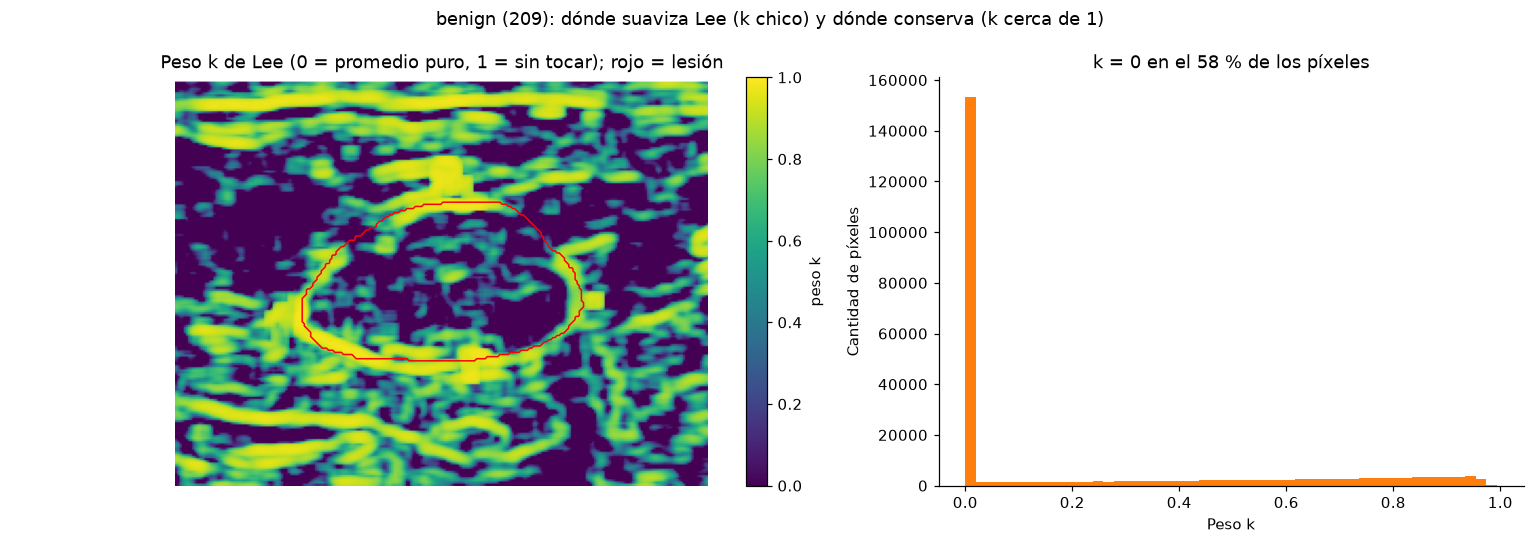 benign (209): dónde suaviza Lee (k chico) y dónde conserva (k cerca de 1)
Peso k de Lee (0 = promedio puro, 1 = sin tocar); rojo = lesión
1.0
0.8
0.6
0.4
0.2
0.0
peso k
k = 0 en el 58 % de los píxeles
160000
140000
120000
100000
80000
60000
40000
20000
0
Cantidad de píxeles
0.0 0.2 0.4 0.6 0.8 1.0
Peso k